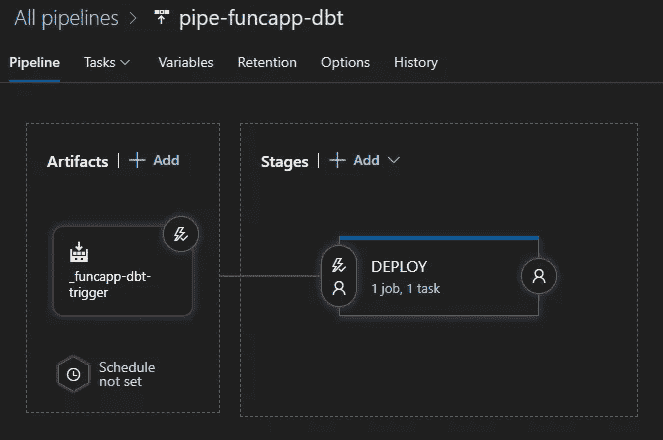 All pipelines > pipe-funcapp-dbt
Pipeline Tasks Variables Retention Options History
Artifacts | + Add
Stages | + Add
_funcapp-dbt-
trigger
DEPLOY
1 job, 1 task
Schedule
not set